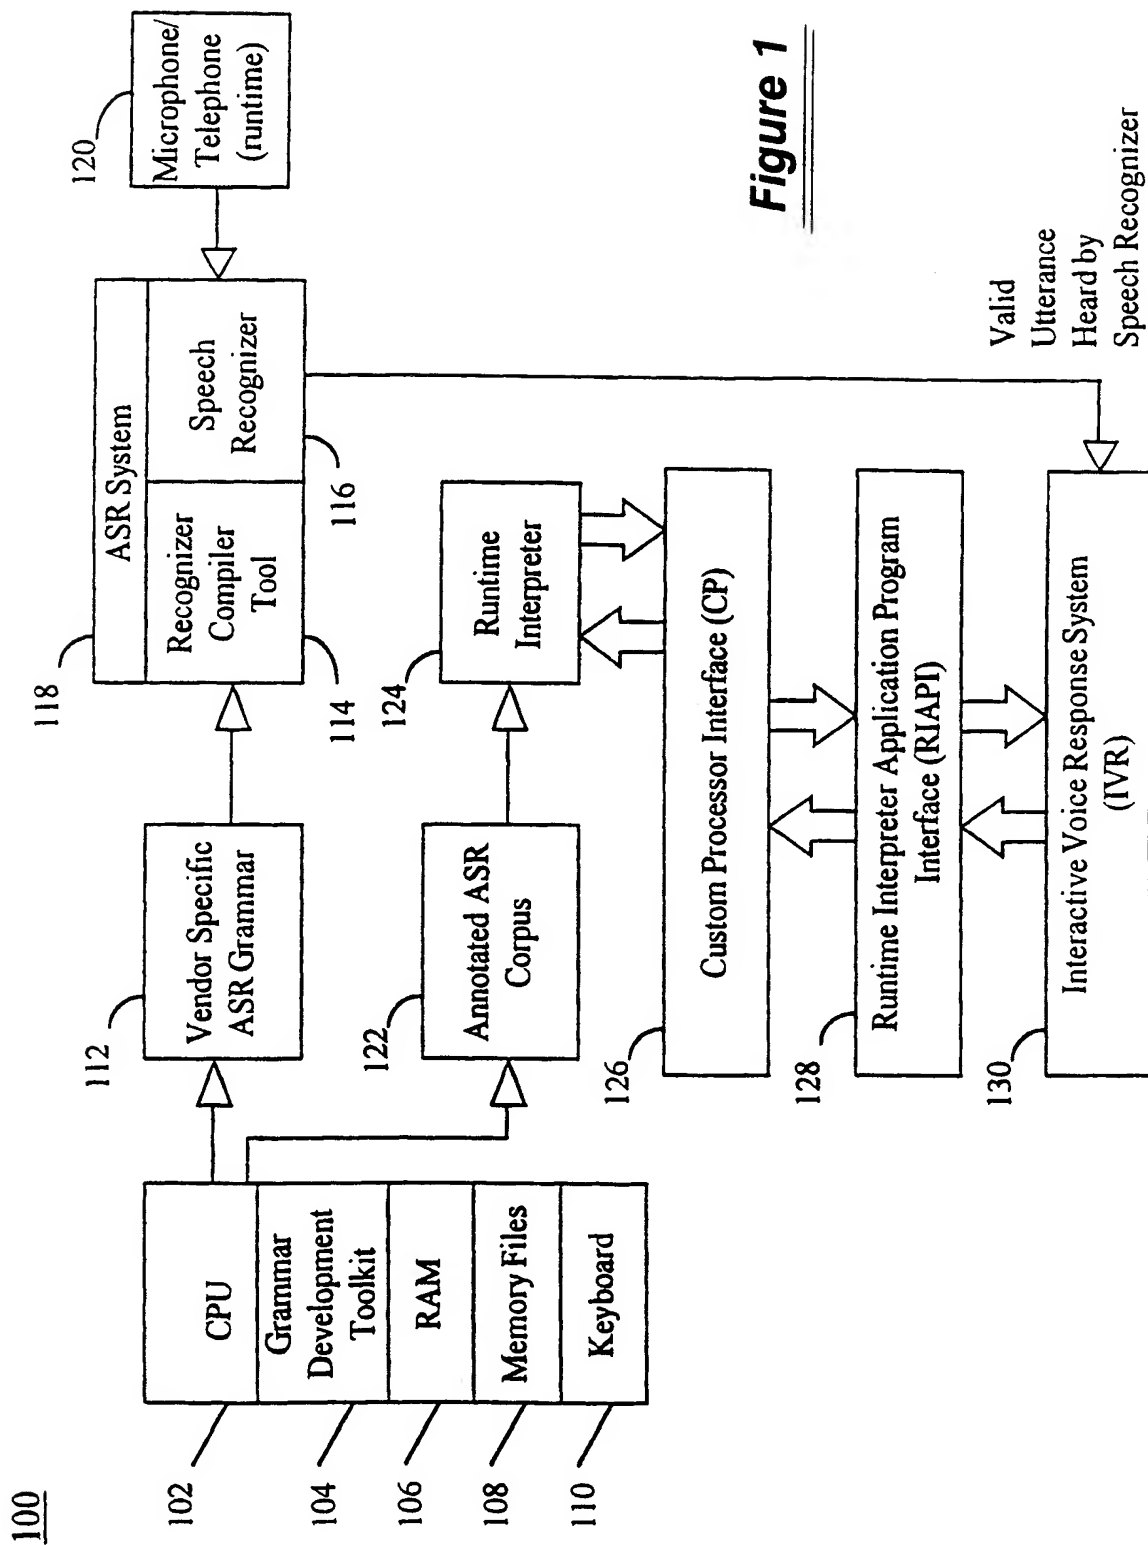 100
102
CPU
104
Grammar
Development
Toolkit
106
RAM
108
Memory Files
110
Keyboard
112
Vendor Specific
ASR Grammar
118
ASR System
Recognizer
Compiler
Tool
114
Speech
Recognizer
116
120
Microphone/
Telephone
(runtime)
122
Annotated ASR
Corpus
124
Runtime
Interpreter
126
Custom Processor Interface (CP)
128
Runtime Interpreter Application Program
Interface (RIAPI)
130
Interactive Voice Response System
(IVR)
Valid
Utterance
Heard by
Speech Recognizer
Figure 1